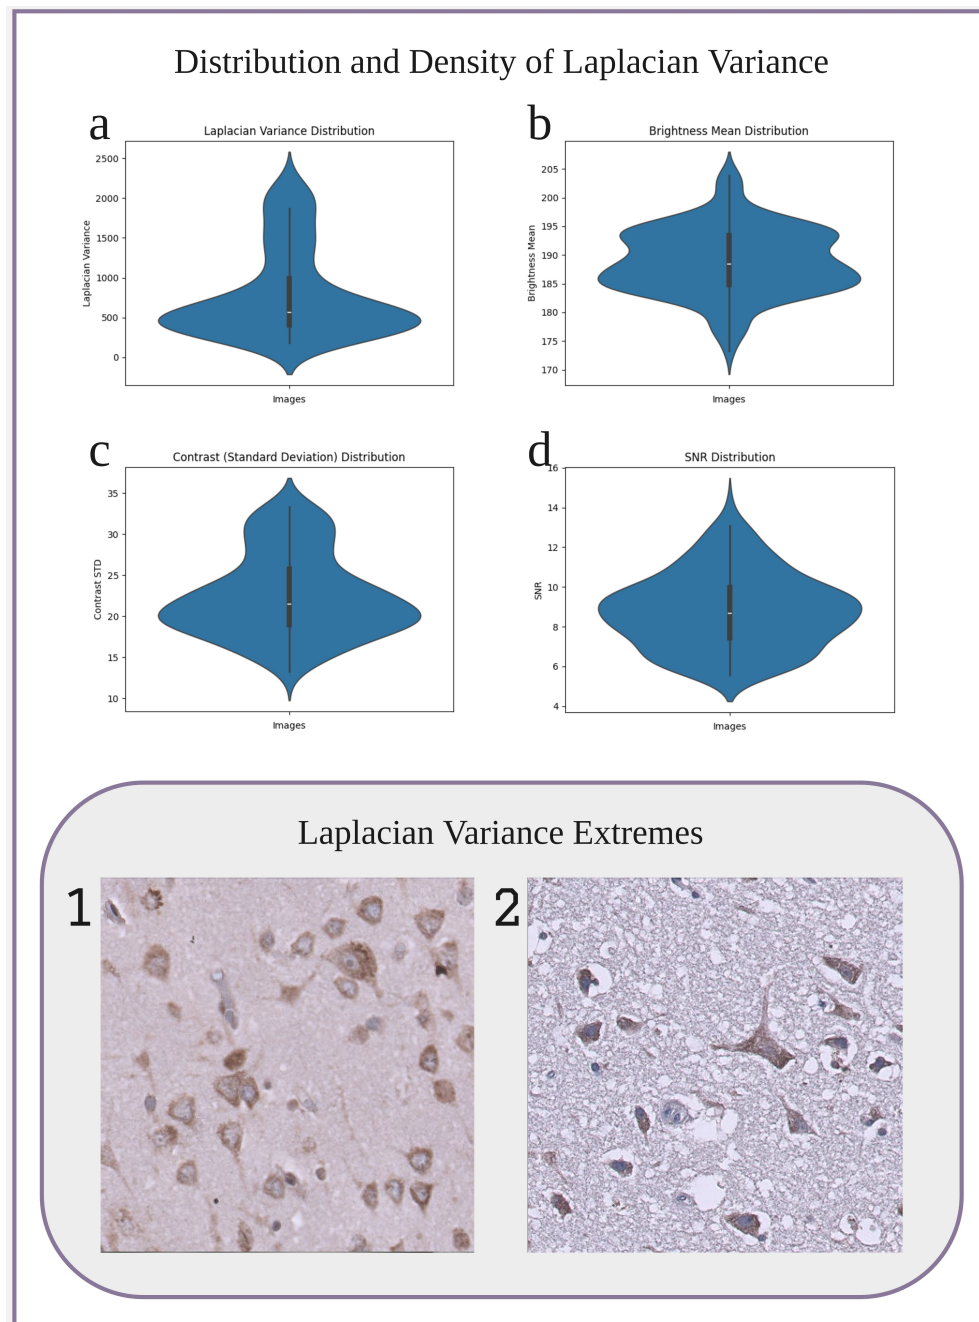 Distribution and Density of Laplacian Variance
a
Laplacian Variance Distribution
2500
2000
1500
1000
500
0
Laplacian Variance
Images
b
Brightness Mean Distribution
205
200
195
190
185
180
175
170
Brightness Mean
Images
c
Contrast (Standard Deviation) Distribution
35
30
25
20
15
10
Contrast STD
Images
d
SNR Distribution
16
14
12
10
8
6
4
SNR
Images
Laplacian Variance Extremes
1
2